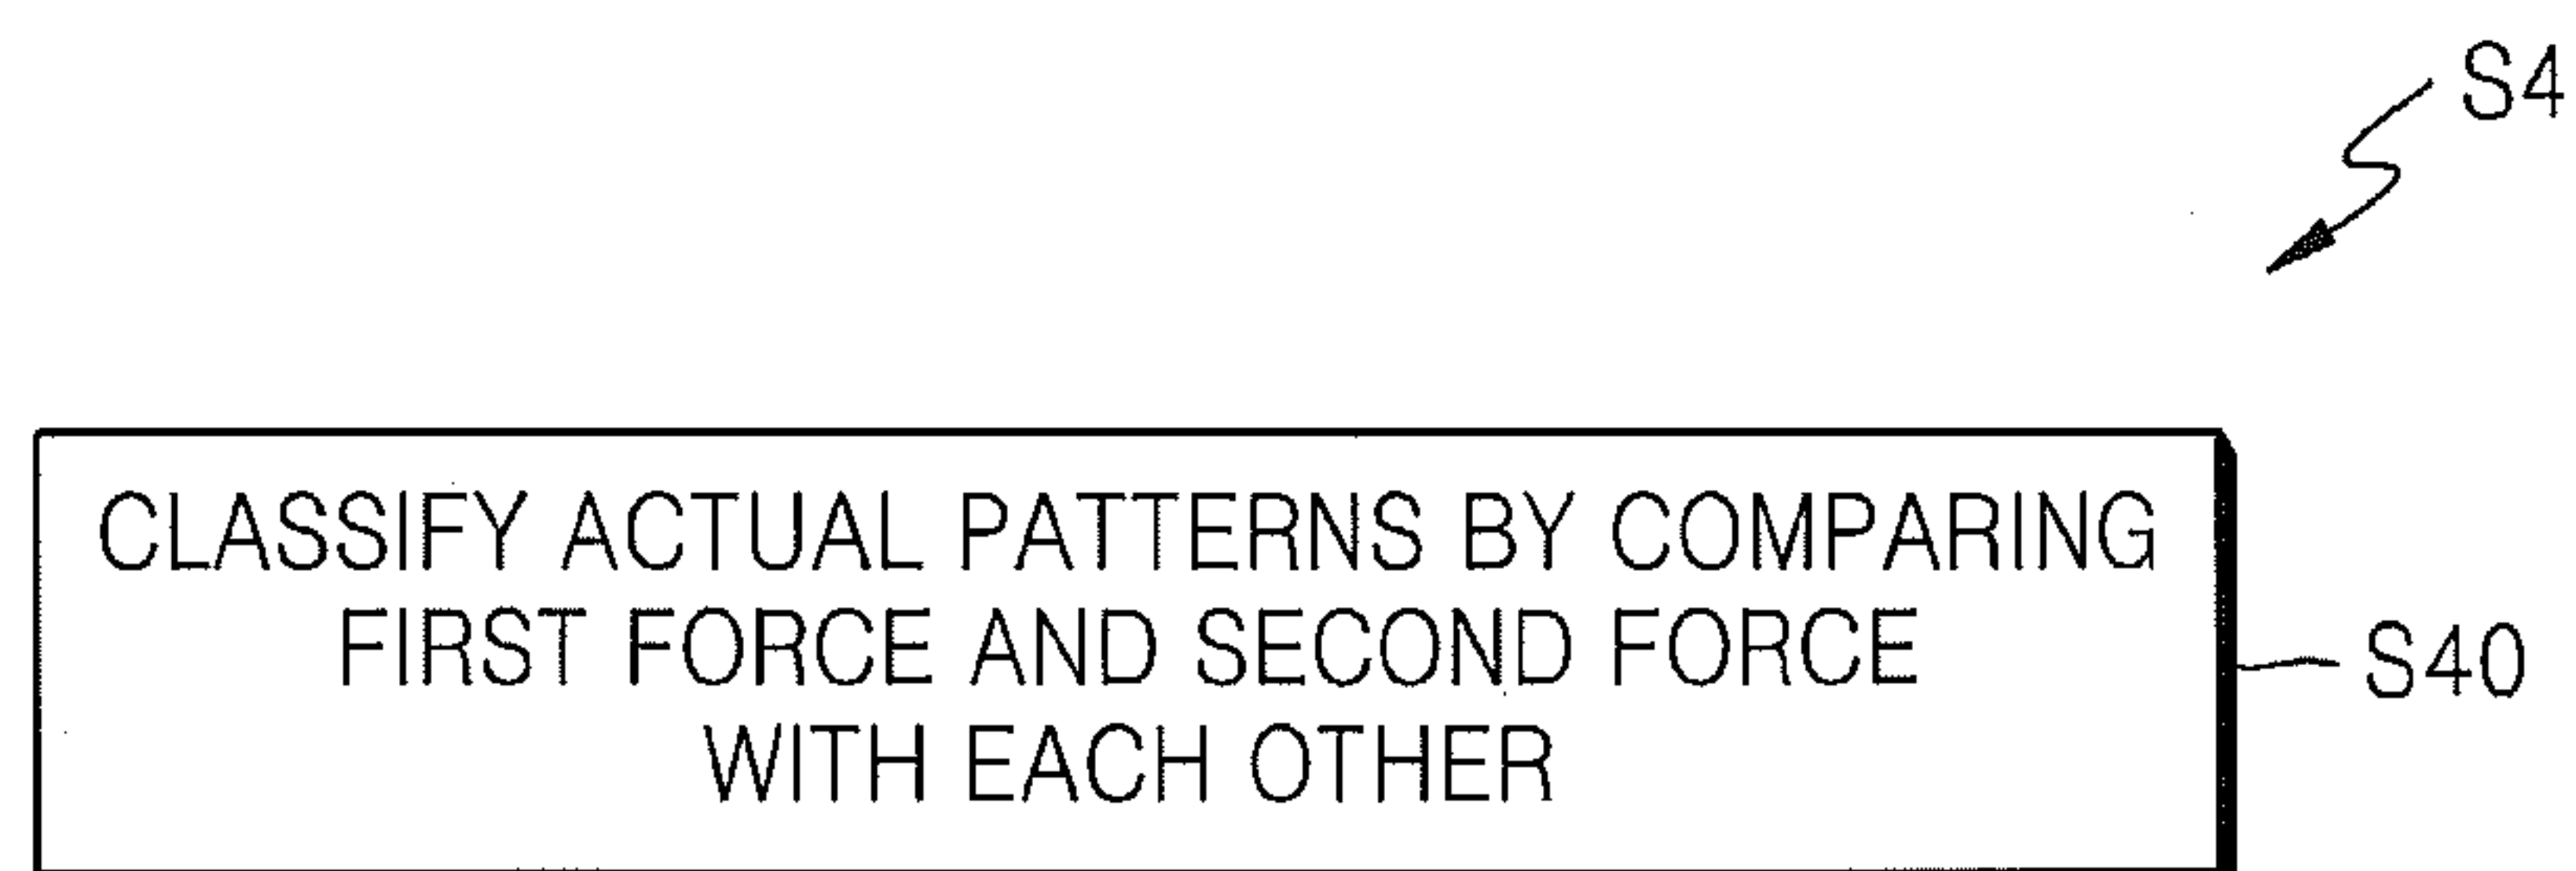 S4
CLASSIFY ACTUAL PATTERNS BY COMPARING
FIRST FORCE AND SECOND FORCE
WITH EACH OTHER
S40